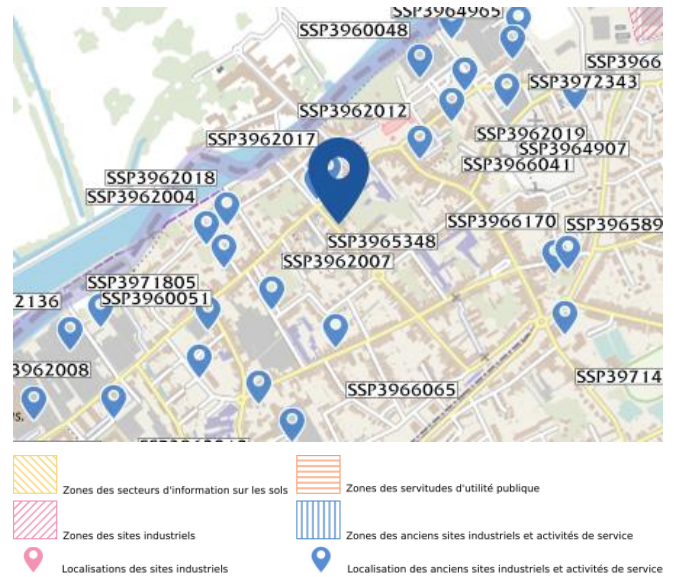 SSP3964965
SSP3960048
SSP3966
SSP3972343
SSP3962012
SSP3962017
SSP3962019
SSP3964907
SSP3966041
SSP3962018
SSP3962004
SSP3966170
SSP396589
SSP3965348
SSP3962007
SSP3971805
2136
SSP3960051
3962008
SSP39714
SSP3966065
us.
Zones des secteurs d'information sur les sols
Zones des servitudes d'utilité publique
Zones des sites industriels
Zones des anciens sites industriels et activités de service
Localisations des sites industriels
Localisation des anciens sites industriels et activités de service